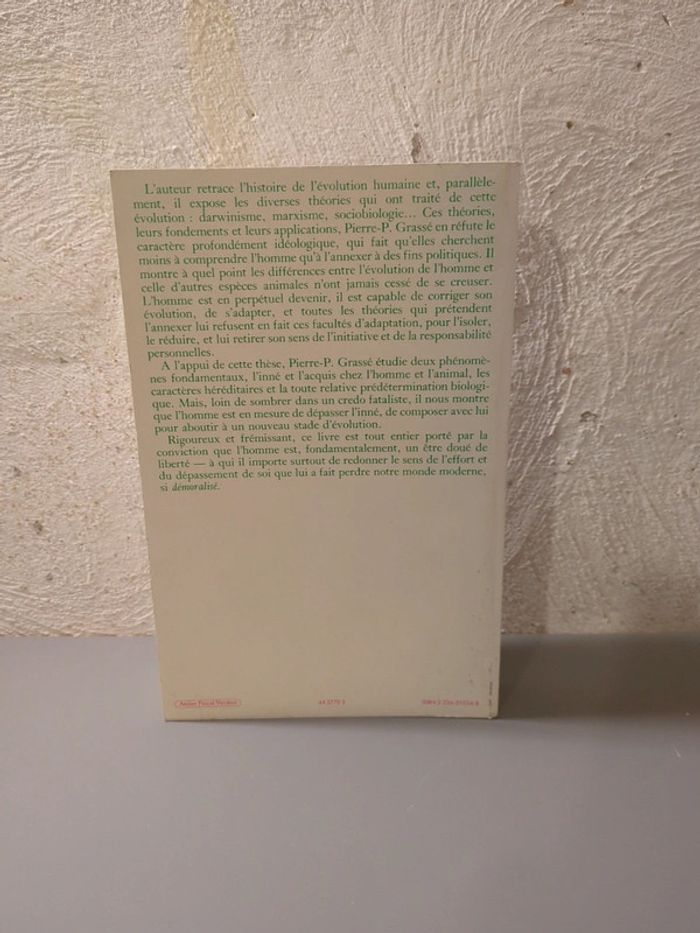 L'auteur retrace l'histoire de l'évolution humaine et, parallèle-
ment, il expose les diverses théories qui ont traité de cette
évolution : darwinisme, marxisme, sociobiologie... Ces théories,
leurs fondements et leurs applications, Pierre-P. Grassé en réfute le
caractère profondément idéologique, qui fait qu'elles cherchent
moins à comprendre l'homme qu'à l'annexer à des fins politiques. Il
montre à quel point les différences entre l'évolution de l'homme et
celle d'autres espèces animales n'ont jamais cessé de se creuser.
L'homme est en perpétuel devenir, il est capable de corriger son
évolution, de s'adapter, et toutes les théories qui prétendent
l'annexer lui refusent en fait ces facultés d'adaptation, pour l'isoler,
le réduire, et lui retirer son sens de l'initiative et de la responsabilité
personnelles.
A l'appui de cette thèse, Pierre-P. Grassé étudie deux phénomè-
nes fondamentaux, l'inné et l'acquis chez l'homme et l'animal, les
caractères héréditaires et la toute relative prédétermination biologi-
que. Mais, loin de sombrer dans un credo fataliste, il nous montre
que l'homme est en mesure de dépasser l'inné, de composer avec lui
pour aboutir à un nouveau stade d'évolution.
Rigoureux et frémissant, ce livre est tout entier porté par la
conviction que l'homme est, fondamentalement, un être doué de
liberté — à qui il importe surtout de redonner le sens de l'effort et
du dépassement de soi que lui a fait perdre notre monde moderne,
si démoralisé.
Atelier Pascal Vercken
ISBN 2